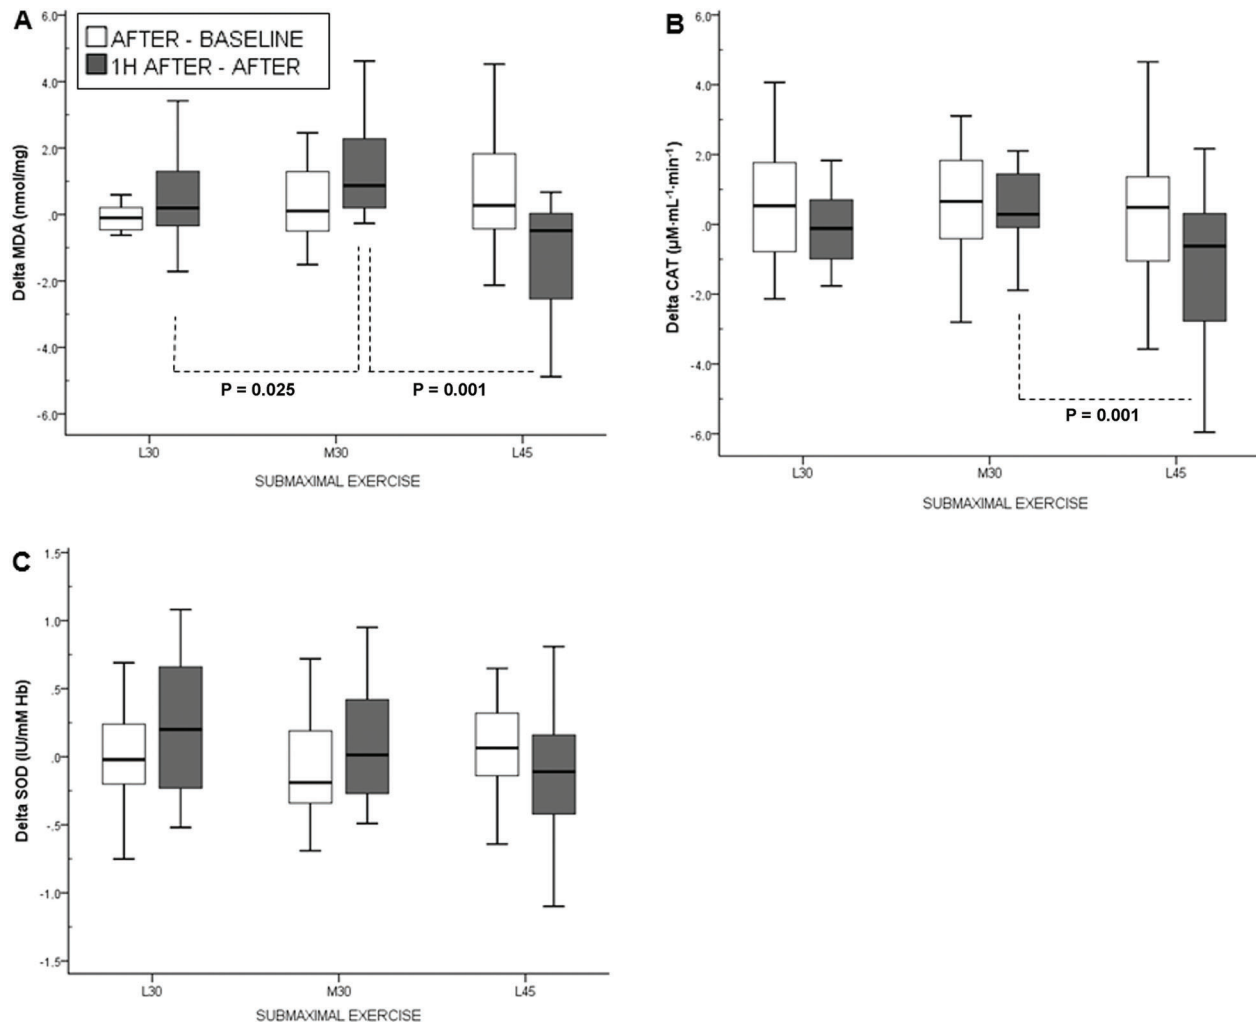 A
AFTER - BASELINE
1H AFTER - AFTER
Delta MDA (nmol/mg)
6.0
4.0
2.0
.0
-2.0
-4.0
-6.0
P = 0.025
P = 0.001
L30
M30
L45
SUBMAXIMAL EXERCISE
B
Delta CAT (µM·mL⁻¹·min⁻¹)
6.0
4.0
2.0
.0
-2.0
-4.0
-6.0
P = 0.001
L30
M30
L45
SUBMAXIMAL EXERCISE
C
Delta SOD (IU/mM Hb)
1.5
1.0
.5
.0
-.5
-1.0
-1.5
L30
M30
L45
SUBMAXIMAL EXERCISE